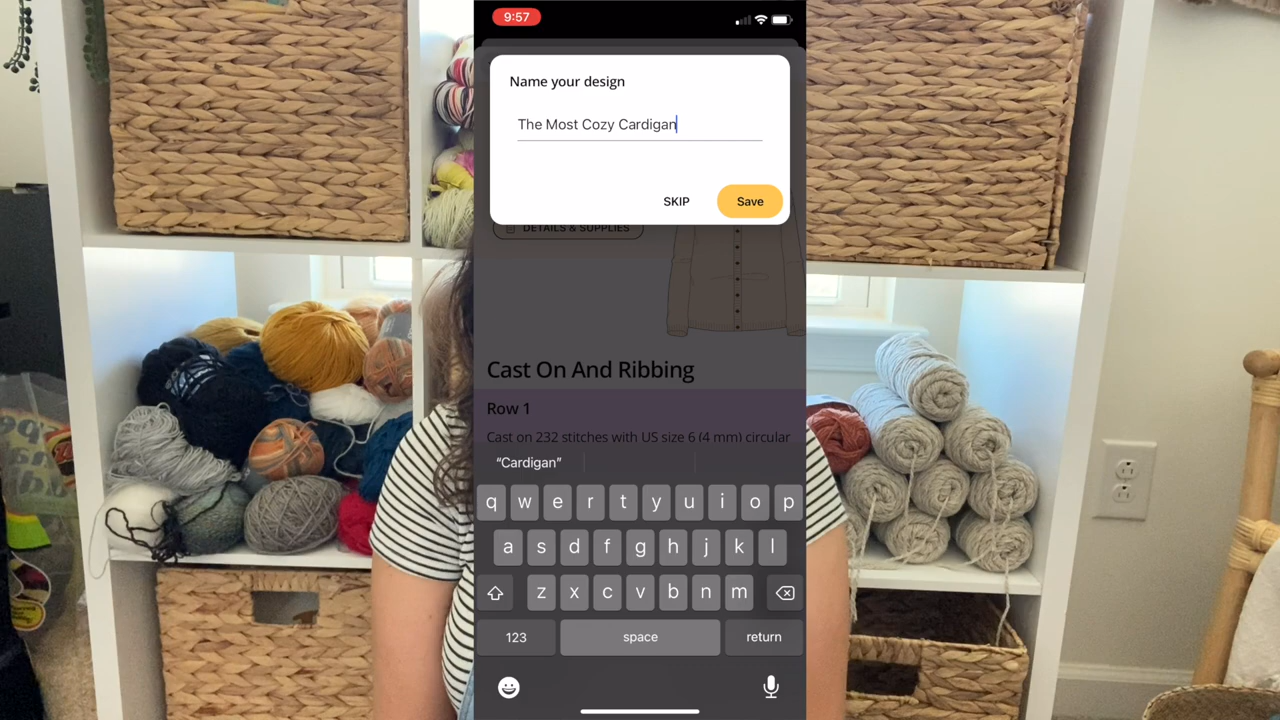 9:57
Name your design
The Most Cozy Cardigan
SKIP
Save
DETAILS & SUPPLIES
Cast On And Ribbing
Row 1
Cast on 232 stitches with US size 6 (4 mm) circular
“Cardigan”
q w e r t y u i o p
a s d f g h j k l
z x c v b n m
123 space return